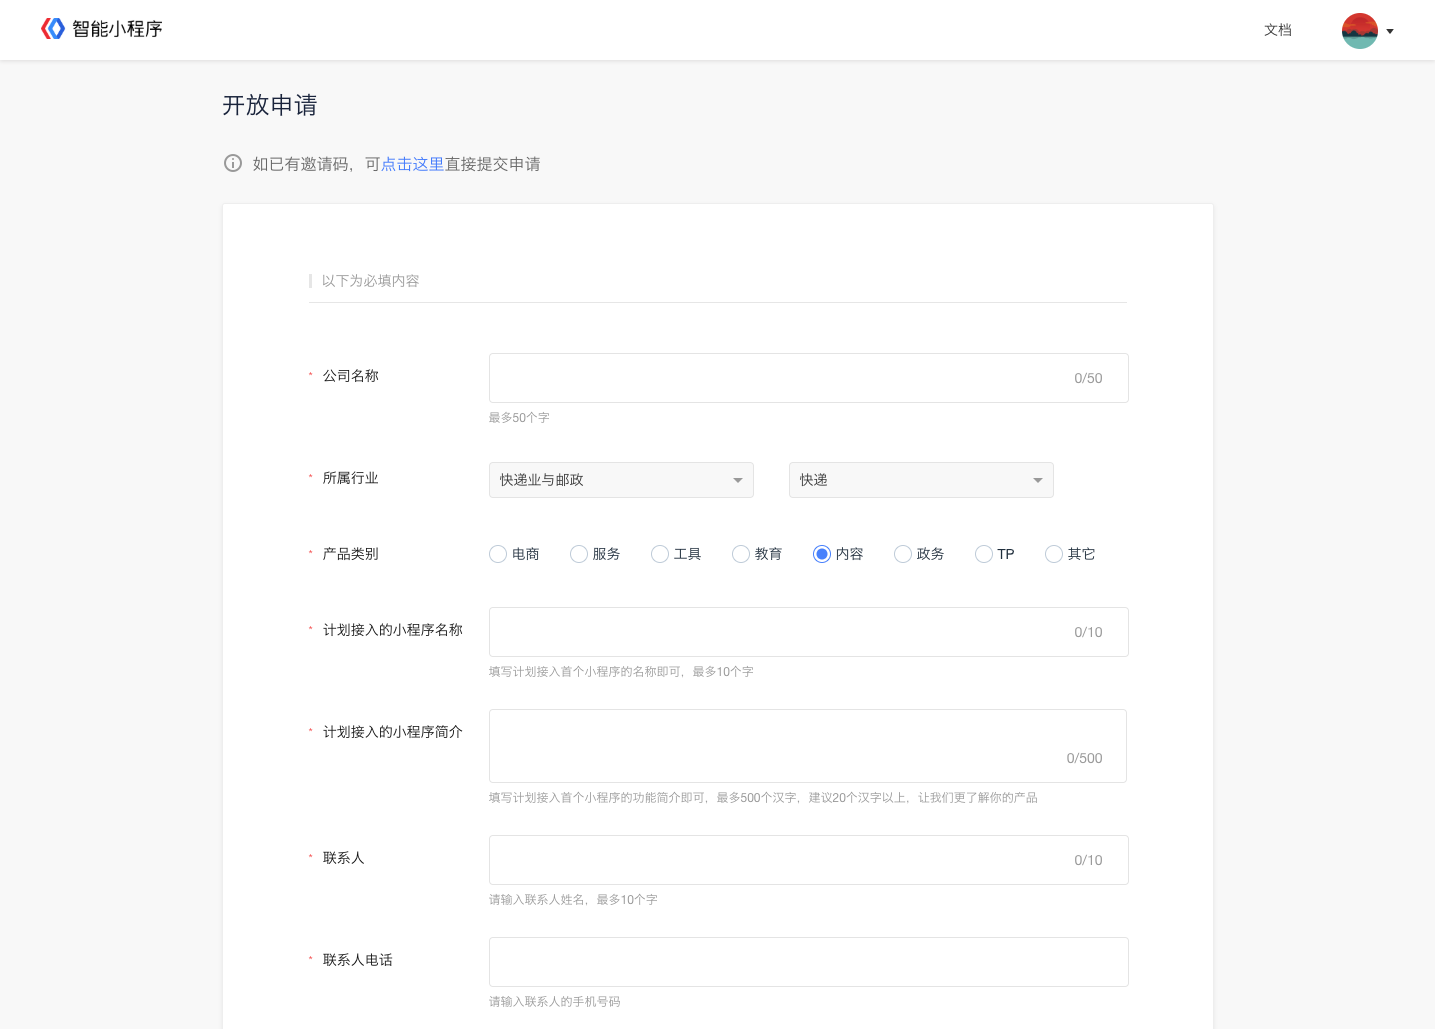 智能小程序
文档
开放申请
如已有邀请码，可点击这里直接提交申请
以下为必填内容
* 公司名称
0/50
最多50个字
* 所属行业
快递业与邮政 快递
* 产品类别
电商 服务 工具 教育 内容 政务 TP 其它
* 计划接入的小程序名称
0/10
填写计划接入首个小程序的名称即可，最多10个字
* 计划接入的小程序简介
0/500
填写计划接入首个小程序的功能简介即可，最多500个汉字，建议20个汉字以上，让我们更了解你的产品
* 联系人
0/10
请输入联系人姓名，最多10个字
* 联系人电话
请输入联系人的手机号码